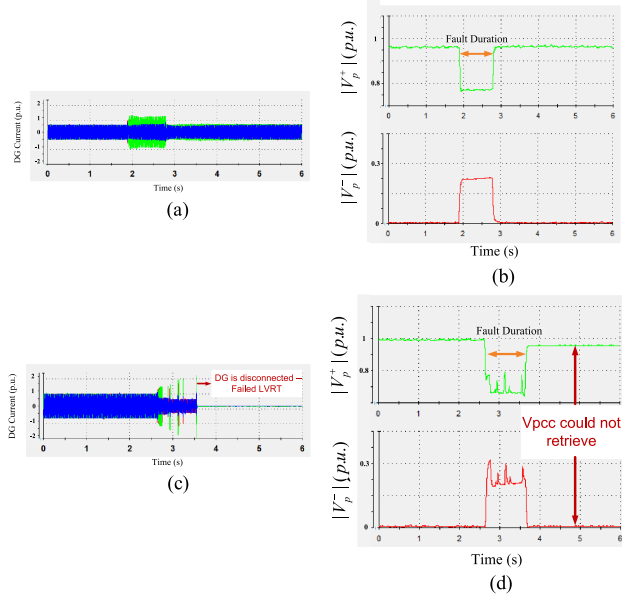 DG Current (p.u.)
2
1
0
-1
-2
0 1 2 3 4 5 6
Time (s)
(a)
|Vp+| (p.u.)
1
0.8
Fault Duration
0 1 2 3 4 5 6
|Vp−| (p.u.)
0.3
0
0 1 2 3 4 5 6
Time (s)
(b)
DG Current (p.u.)
2
1
0
-1
-2
DG is disconnected –
Failed LVRT
0 1 2 3 4 5 6
Time (s)
(c)
|Vp+| (p.u.)
1
0.8
Fault Duration
0 1 2 3 4 5 6
Vpcc could not
retrieve
|Vp−| (p.u.)
0.3
0
0 1 2 3 4 5 6
Time (s)
(d)